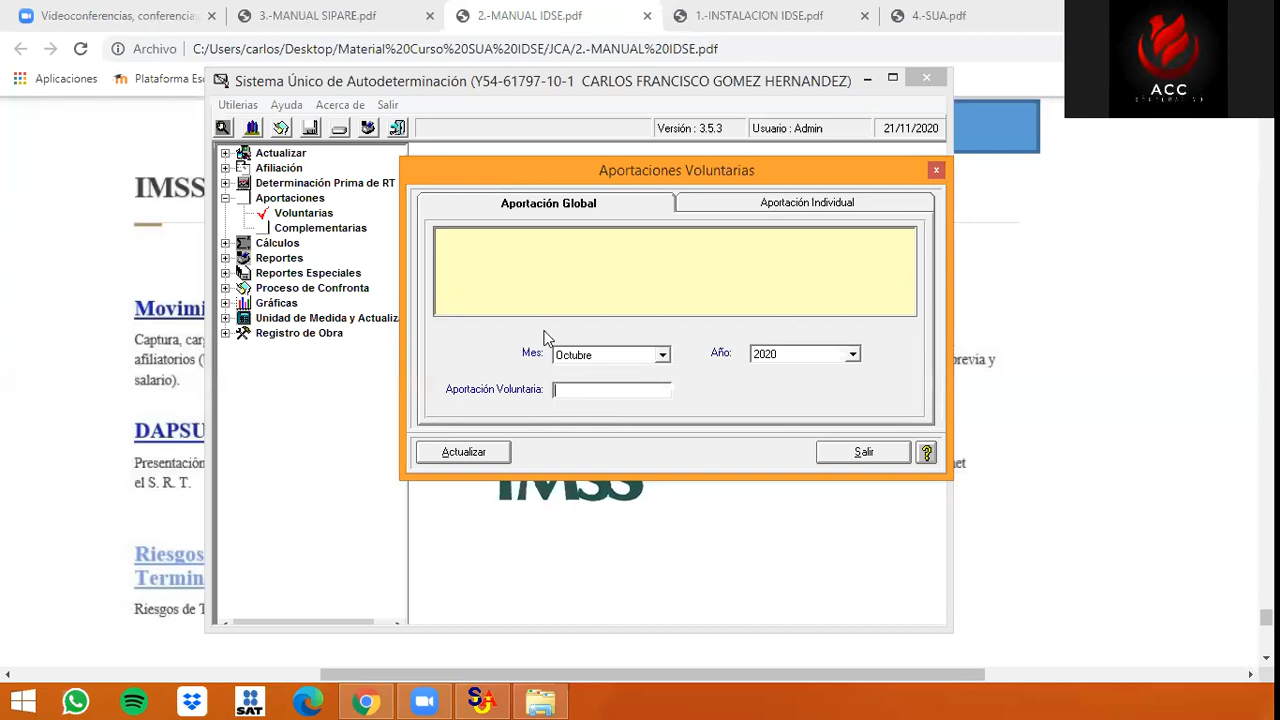 Videoconferencias, conferencia
3.-MANUAL SIPARE.pdf
2.-MANUAL IDSE.pdf
1.-INSTALACION IDSE.pdf
4.-SUA.pdf
Archivo
C:/Users/carlos/Desktop/Material%20Curso%20SUA%20IDSE/JCA/2.-MANUAL%20IDSE.pdf
Aplicaciones
Plataforma Es
ACC
Sistema Único de Autodeterminación (Y54-61797-10-1 CARLOS FRANCISCO GOMEZ HERNANDEZ)
Utilerias Ayuda Acerca de Salir
Versión : 3.5.3
Usuario : Admin
21/11/2020
Actualizar
Afiliación
Determinación Prima de RT
Aportaciones
Voluntarias
Complementarias
Cálculos
Reportes
Reportes Especiales
Proceso de Confronta
Gráficas
Unidad de Medida y Actualiz
Registro de Obra
Aportaciones Voluntarias
Aportación Global
Aportación Individual
Mes: Octubre
Año: 2020
Aportación Voluntaria:
Actualizar
Salir
IMSS
IMSS
Movimi
Captura, carg
afiliatorios (
previa y
salario).
DAPSU
Presentación
net
el S. R. T.
Riesgos
Termin
Riesgos de T
SAT